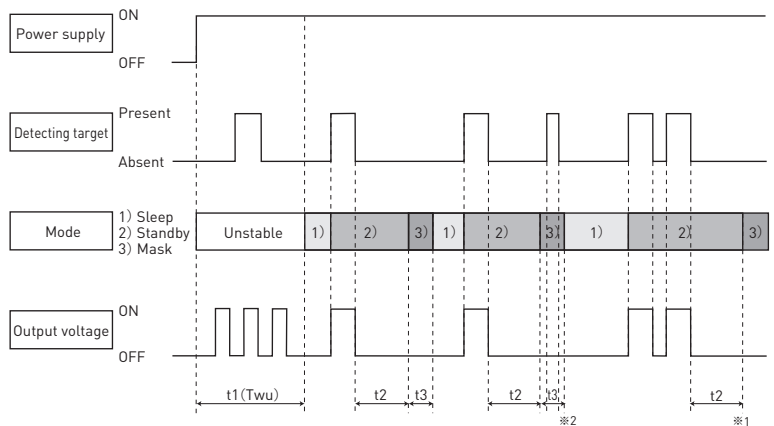 Power supply
ON
OFF
Detecting target
Present
Absent
Mode
1) Sleep
2) Standby
3) Mask
Unstable
1)
2)
3)
1)
2)
3)
1)
2)
3)
Output voltage
ON
OFF
t1(Twu)
t2
t3
t2
t3
t2
※2
※1